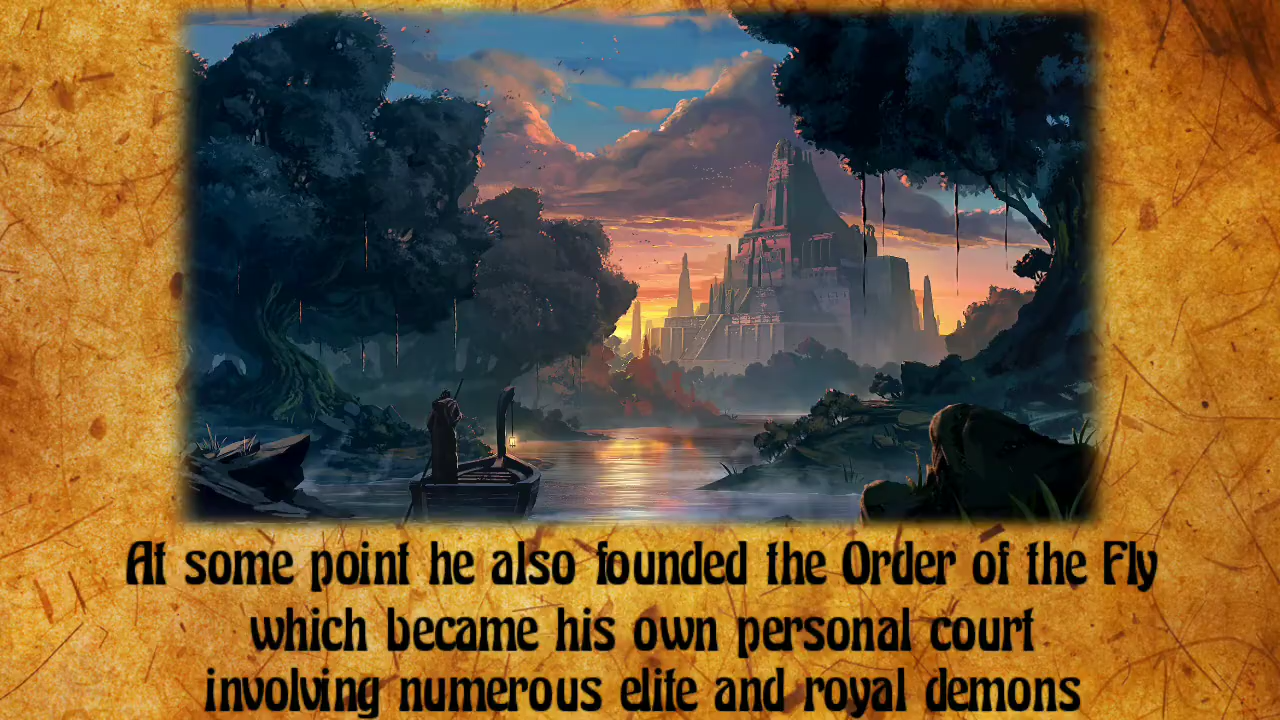 At some point he also founded the Order of the Fly
which became his own personal court
involving numerous elite and royal demons